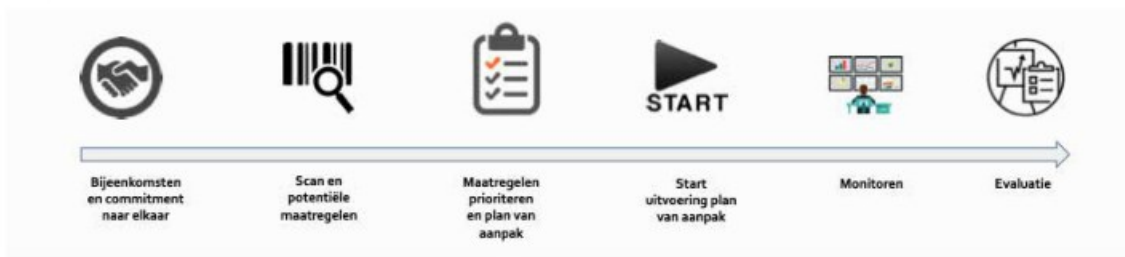 START
Bijeenkomsten
en commitment
naar elkaar
Scan en
potentiële
maatregelen
Maatregelen
prioriteren
en plan van
aanpak
Start
uitvoering plan
van aanpak
Monitoren
Evaluatie